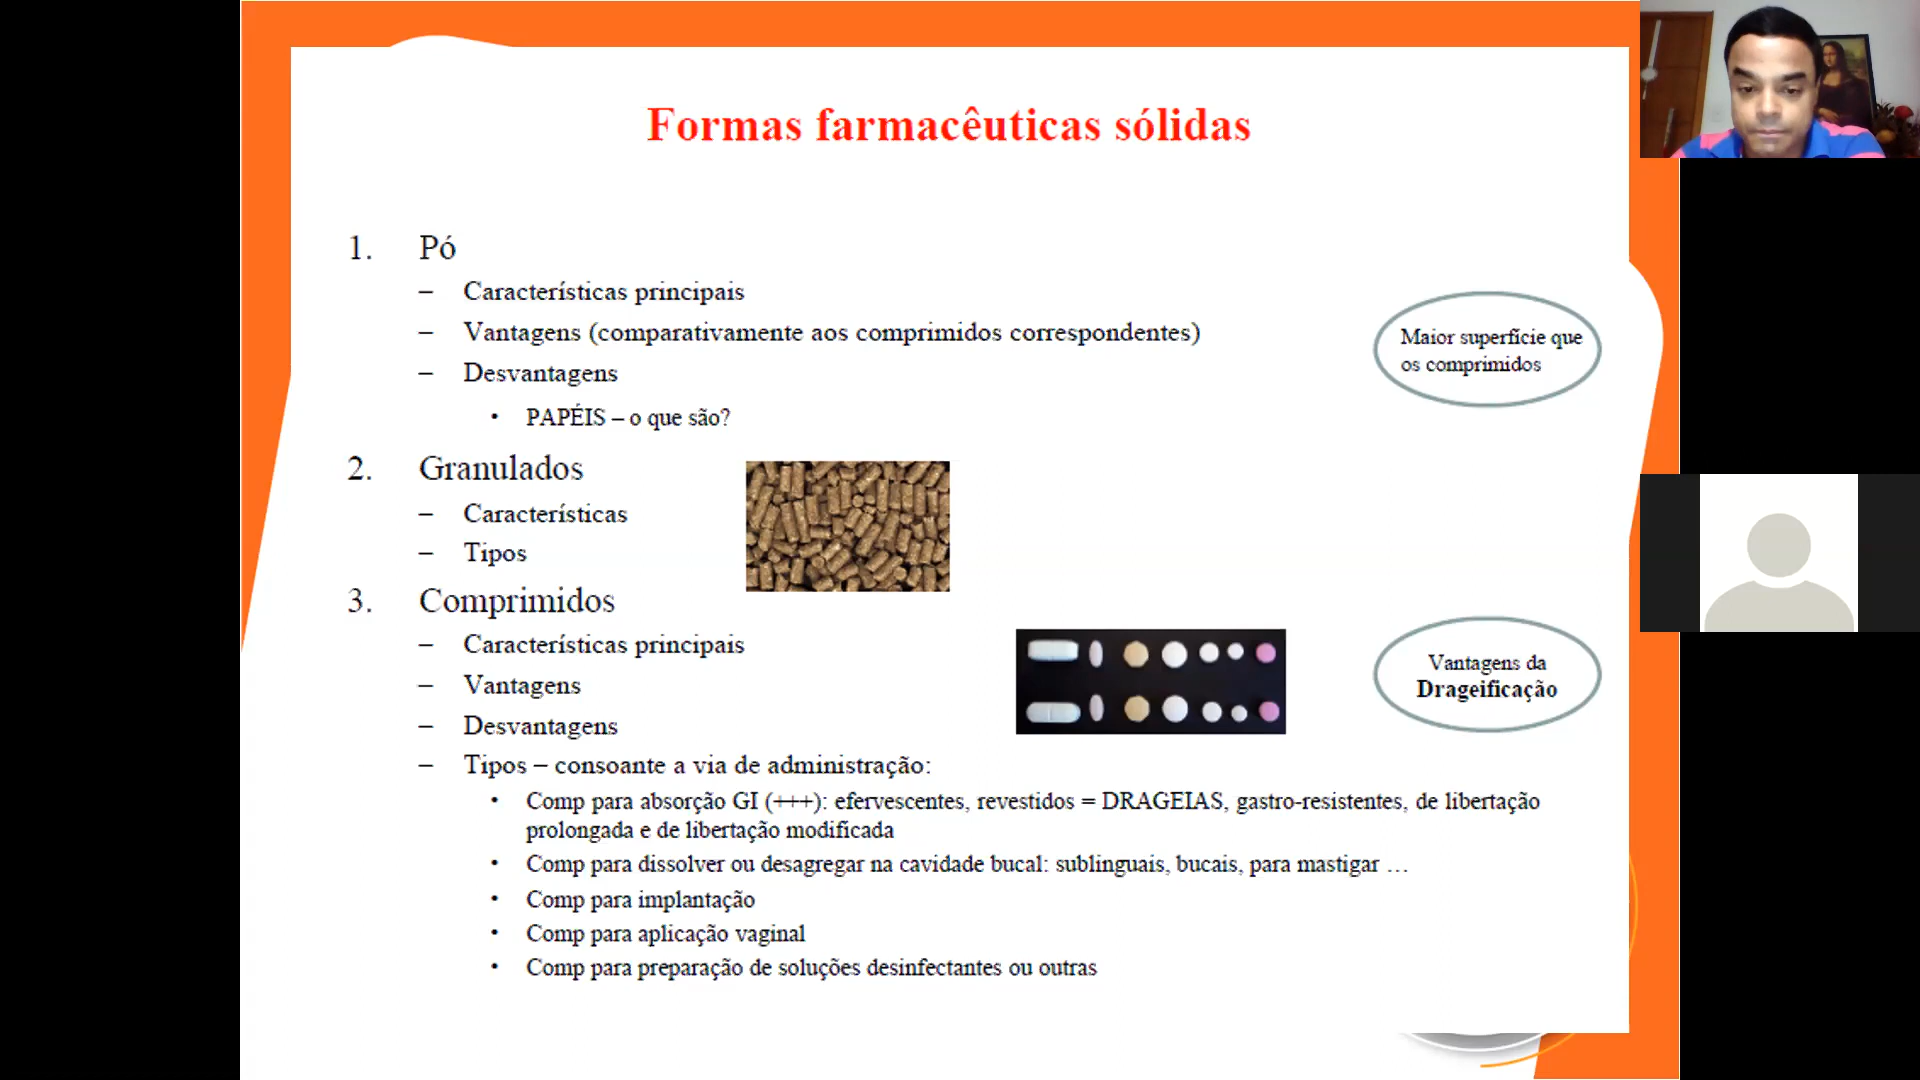 Formas farmacêuticas sólidas
1. Pó
– Características principais
– Vantagens (comparativamente aos comprimidos correspondentes)
– Desvantagens
• PAPÉIS – o que são?
Maior superfície que
os comprimidos
2. Granulados
– Características
– Tipos
3. Comprimidos
– Características principais
– Vantagens
– Desvantagens
Vantagens da
Drageificação
– Tipos – consoante a via de administração:
• Comp para absorção GI (+++): efervescentes, revestidos = DRAGEIAS, gastro-resistentes, de libertação
prolongada e de libertação modificada
• Comp para dissolver ou desagregar na cavidade bucal: sublinguais, bucais, para mastigar …
• Comp para implantação
• Comp para aplicação vaginal
• Comp para preparação de soluções desinfectantes ou outras